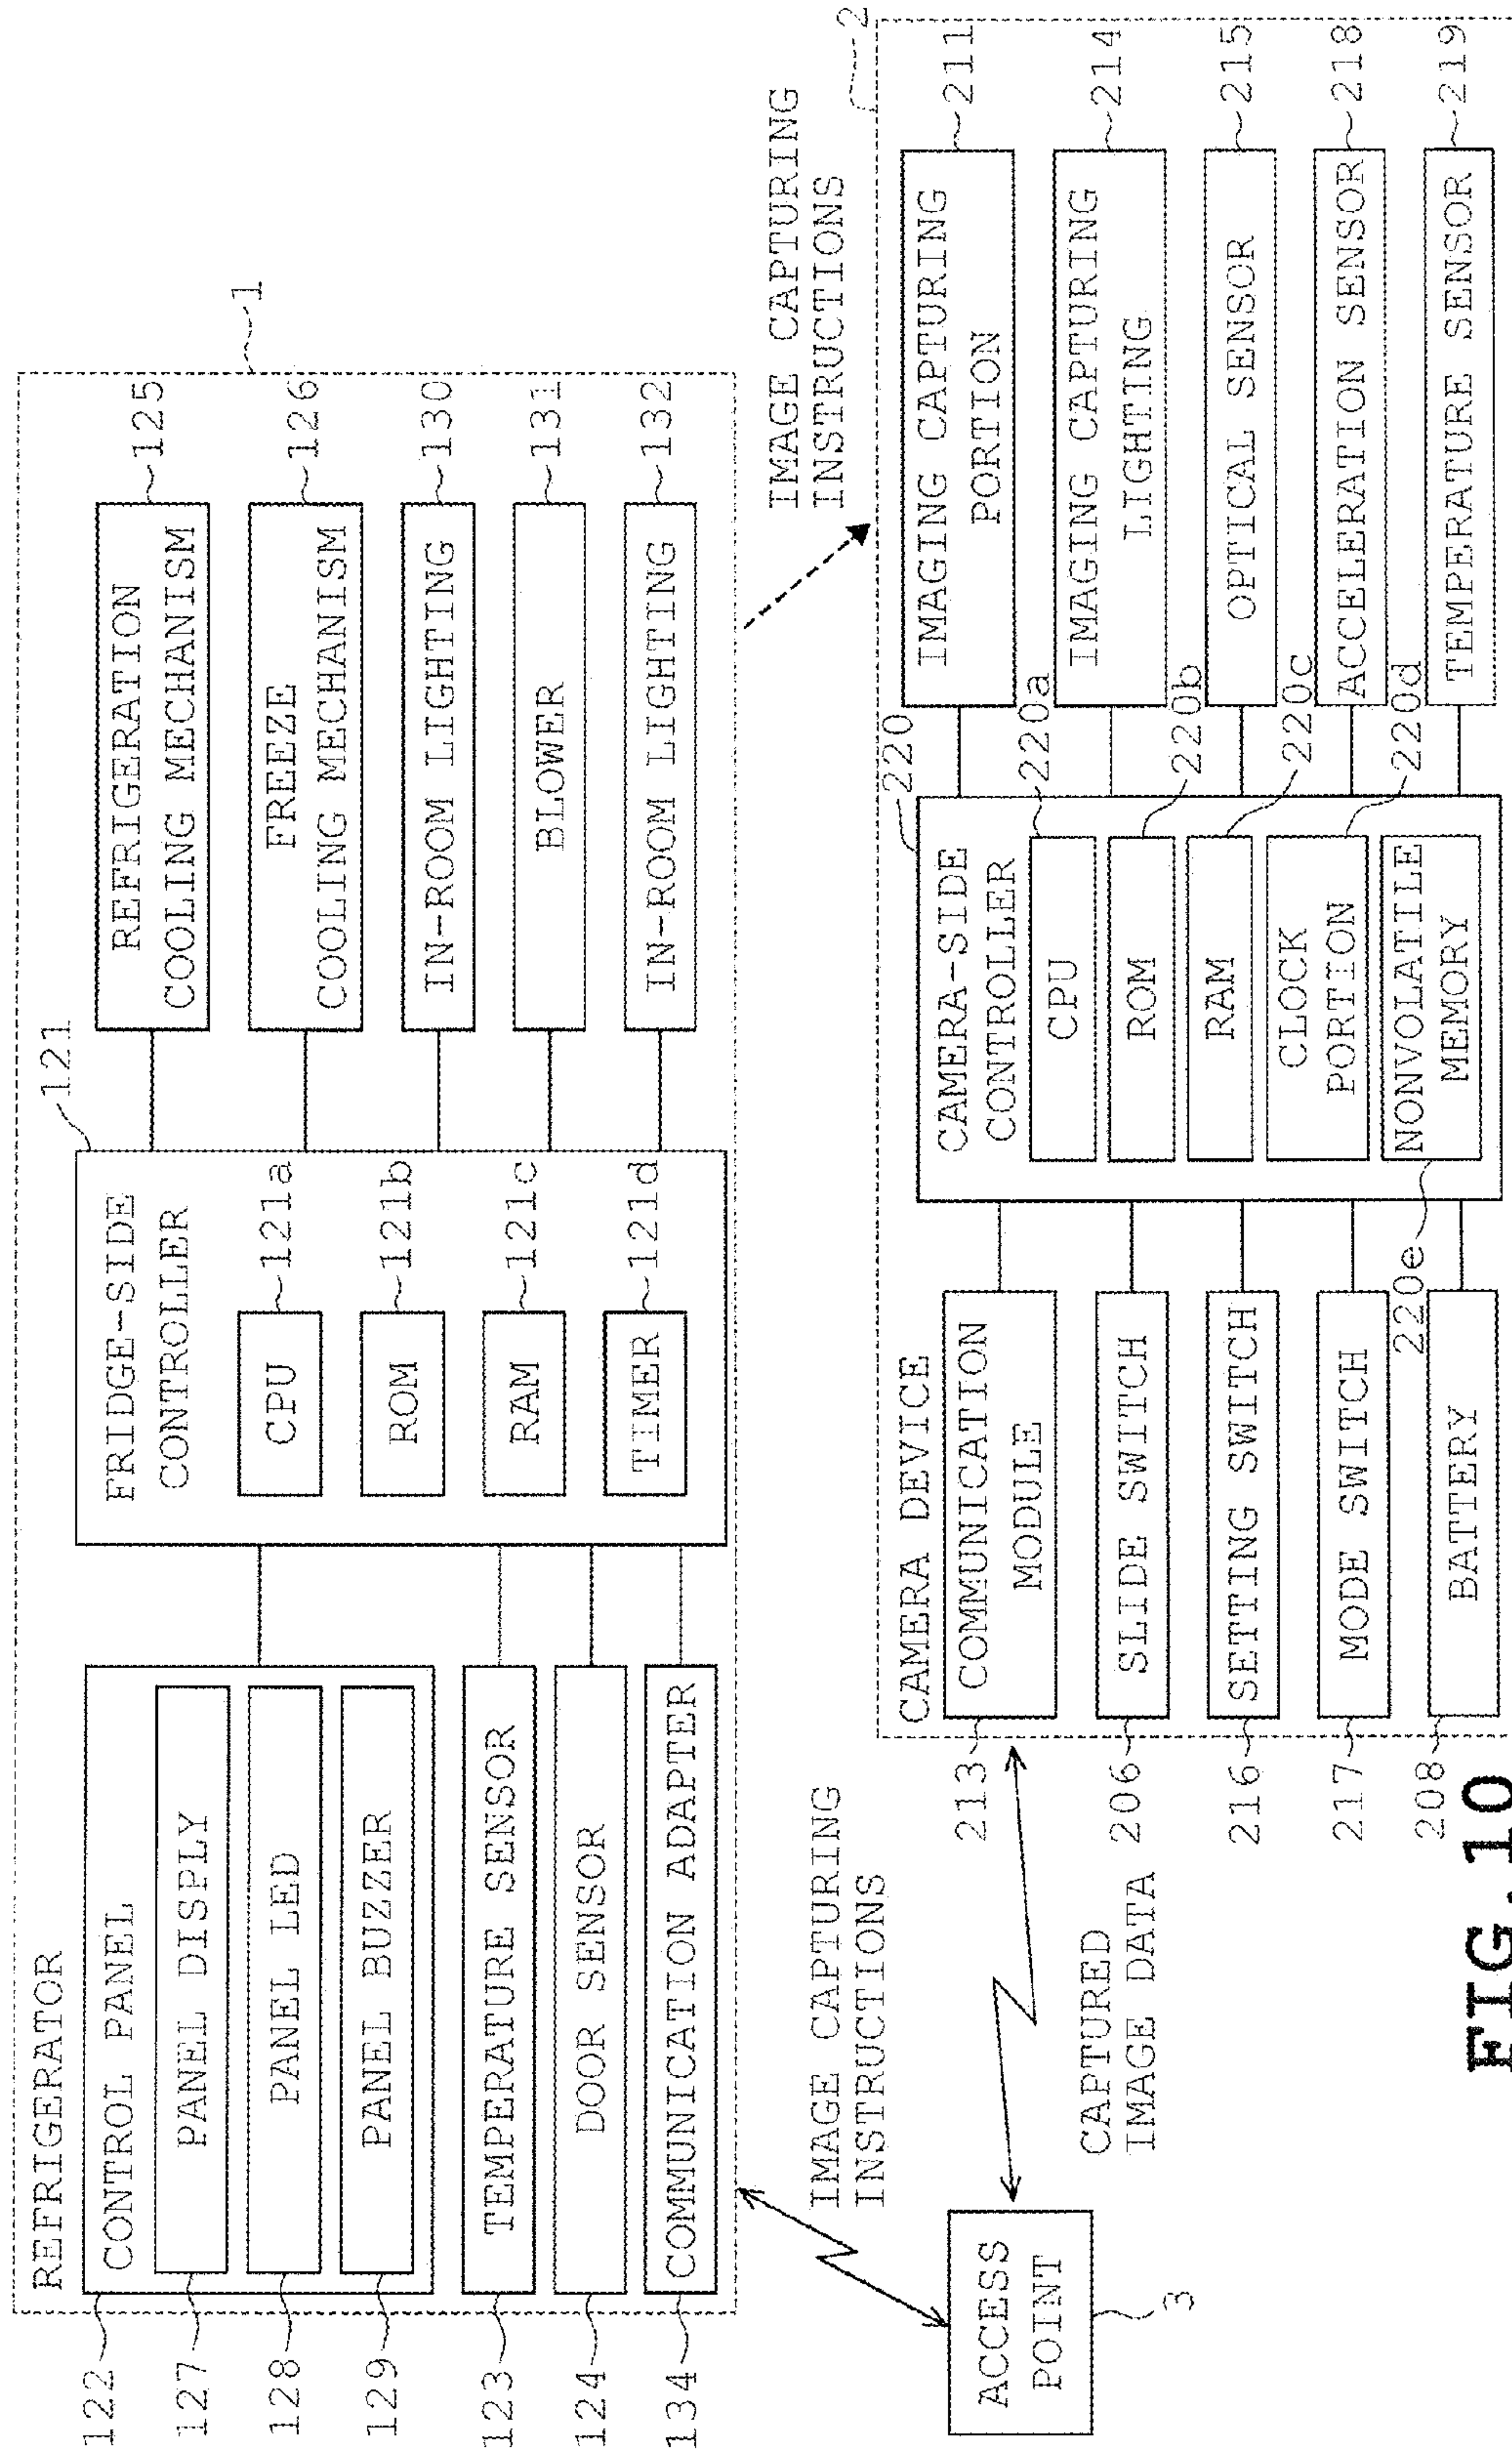 REFRIGERATOR
1
122
CONTROL PANEL
127
PANEL DISPLY
128
PANEL LED
129
PANEL BUZZER
123
TEMPERATURE SENSOR
124
DOOR SENSOR
134
COMMUNICATION ADAPTER
121
FRIDGE-SIDE
CONTROLLER
CPU
121a
ROM
121b
RAM
121c
TIMER
121d
REFRIGERATION
COOLING MECHANISM
125
FREEZE
COOLING MECHANISM
126
IN-ROOM LIGHTING
130
BLOWER
131
IN-ROOM LIGHTING
132
IMAGE CAPTURING
INSTRUCTIONS
IMAGE CAPTURING
INSTRUCTIONS
ACCESS
POINT
3
CAPTURED
IMAGE DATA
2
CAMERA DEVICE
213
COMMUNICATION
MODULE
206
SLIDE SWITCH
216
SETTING SWITCH
217
MODE SWITCH
208
BATTERY
220
CAMERA-SIDE
CONTROLLER
CPU
220a
ROM
220b
RAM
220c
CLOCK
PORTION
220d
NONVOLATILE
MEMORY
220e
IMAGING CAPTURING
PORTION
211
IMAGING CAPTURING
LIGHTING
214
OPTICAL SENSOR
215
ACCELERATION SENSOR
218
TEMPERATURE SENSOR
219
FIG.10